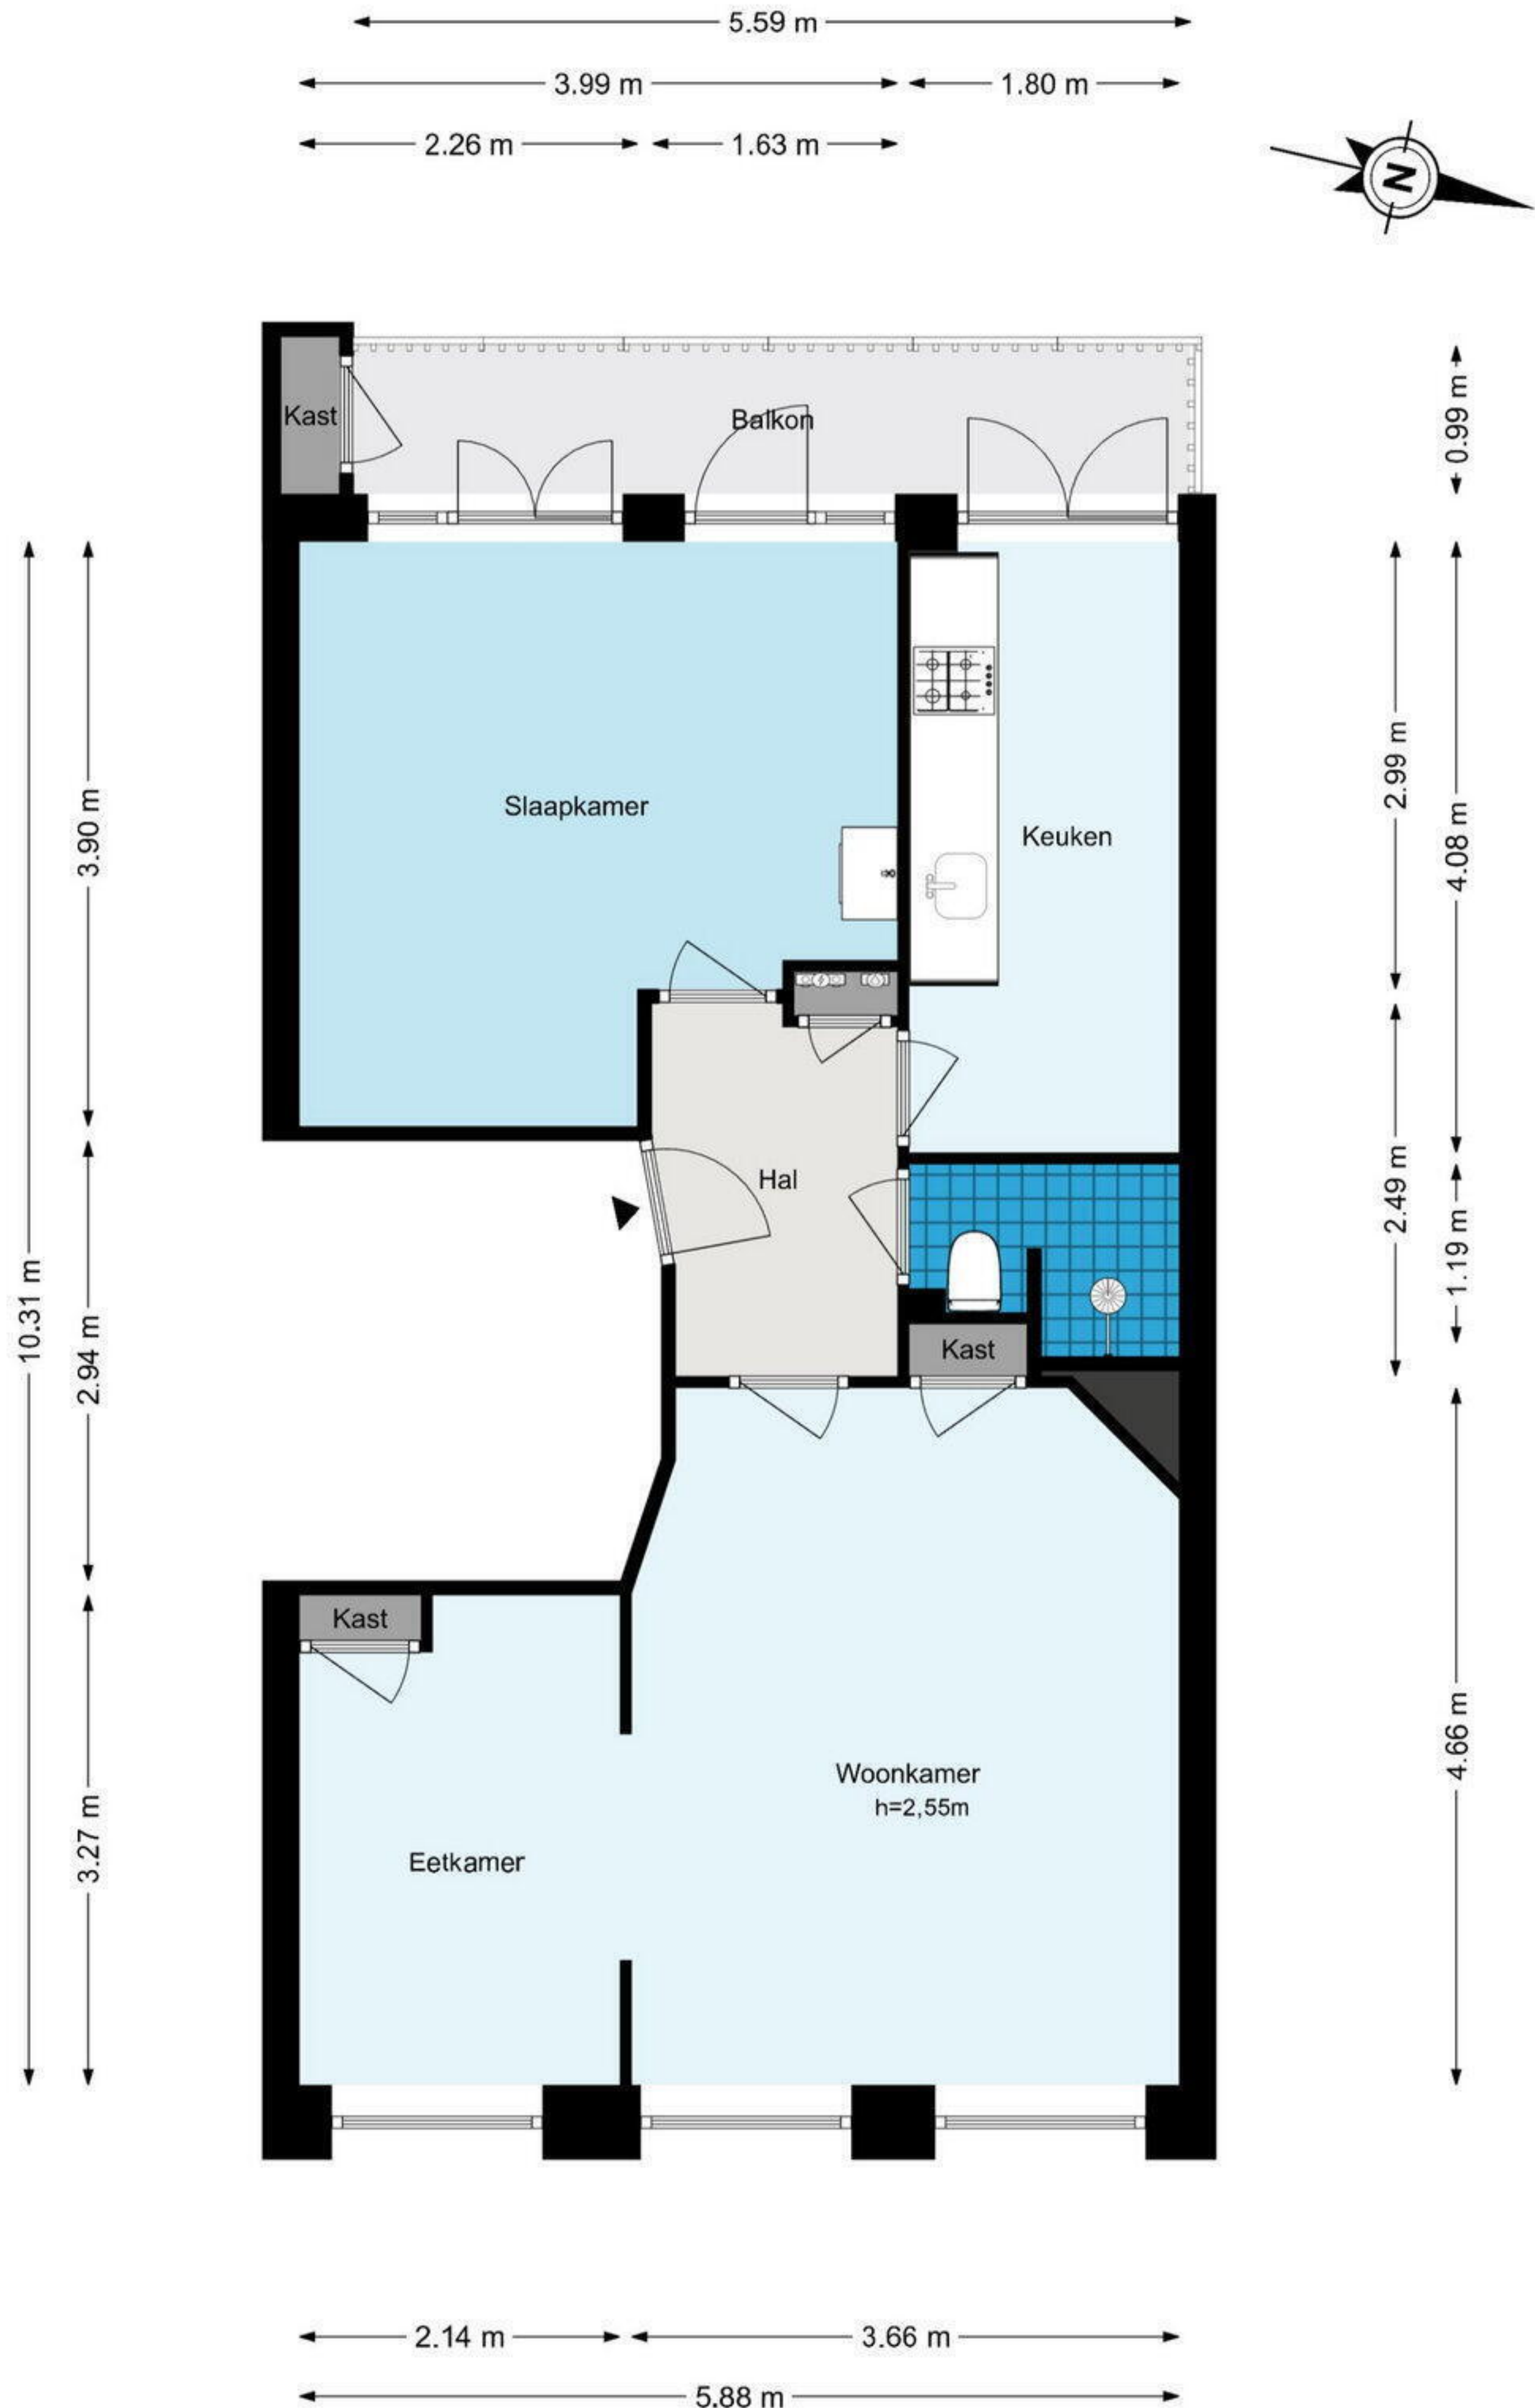 5.59 m
3.99 m
1.80 m
2.26 m
1.63 m
N
Kast
Balkon
0.99 m
Slaapkamer
Keuken
3.90 m
2.99 m
4.08 m
Hal
2.49 m
1.19 m
10.31 m
2.94 m
Kast
Kast
Woonkamer
h=2,55m
Eetkamer
3.27 m
4.66 m
2.14 m
3.66 m
5.88 m